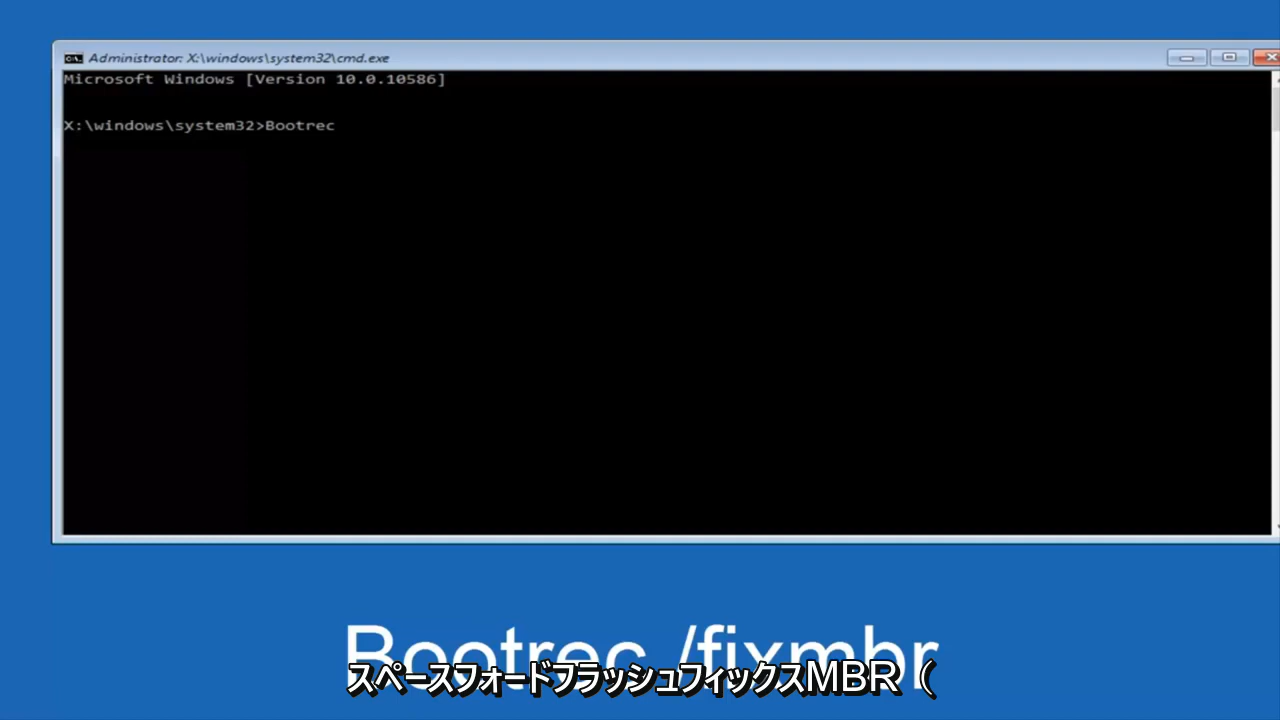 Administrator: X:\windows\system32\cmd.exe
Microsoft Windows [Version 10.0.10586]
X:\windows\system32>Bootrec
Bootrec /fixmbr
スペースフォードフラッシュフィックスMBR（